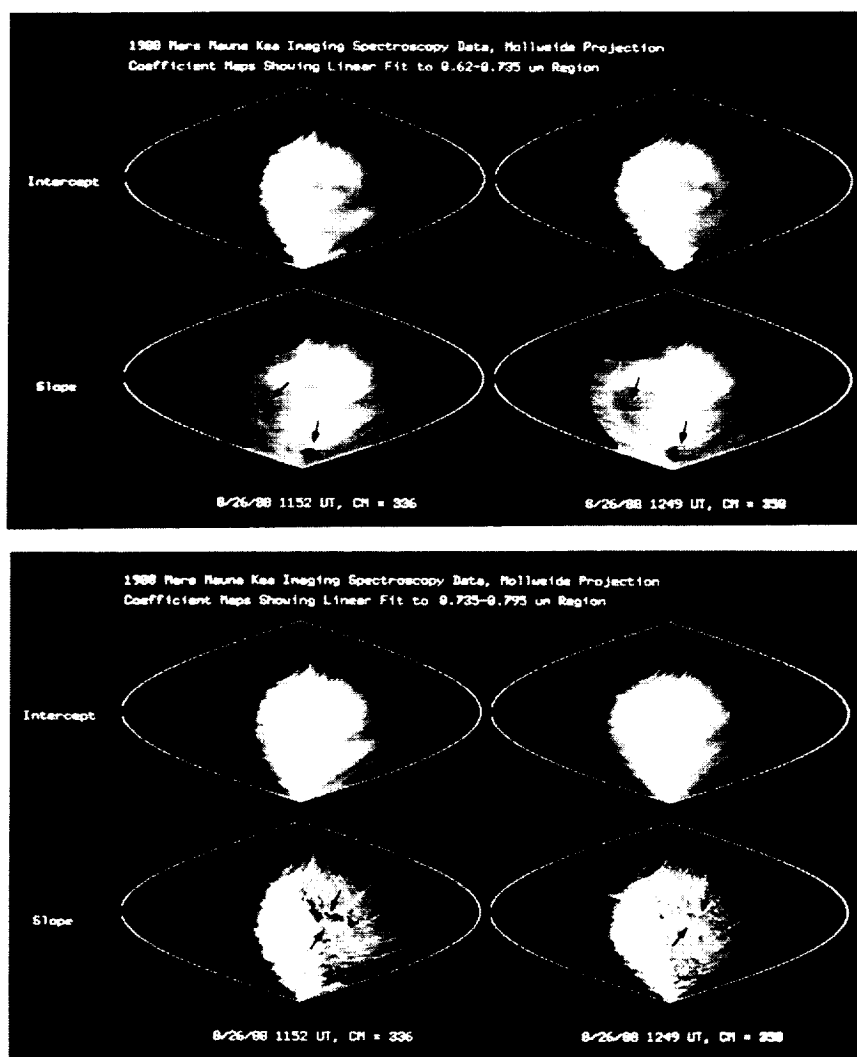 1988 Mars Mauna Kea Imaging Spectroscopy Data, Mollweide Projection
Coefficient Maps Showing Linear Fit to 0.62-0.735 um Region
Intercept
Slope
8/26/88 1152 UT, CM = 336
8/26/88 1249 UT, CM = 350
1988 Mars Mauna Kea Imaging Spectroscopy Data, Mollweide Projection
Coefficient Maps Showing Linear Fit to 0.735-0.795 um Region
Intercept
Slope
8/26/88 1152 UT, CM = 336
8/26/88 1249 UT, CM = 350